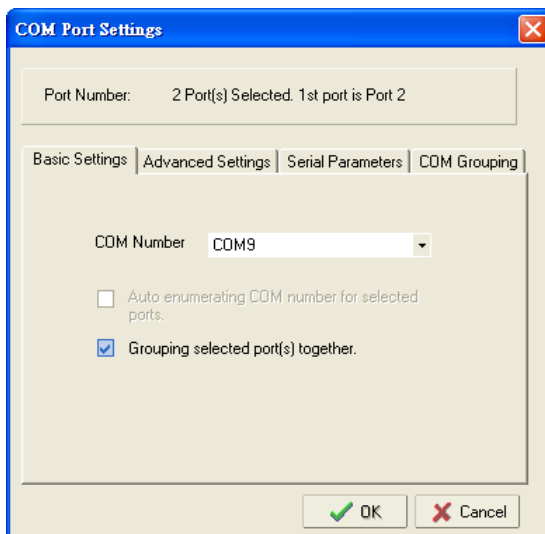 COM Port Settings
Port Number: 2 Port(s) Selected. 1st port is Port 2
Basic Settings Advanced Settings Serial Parameters COM Grouping
COM Number COM9
Auto enumerating COM number for selected
ports.
Grouping selected port(s) together.
OK Cancel